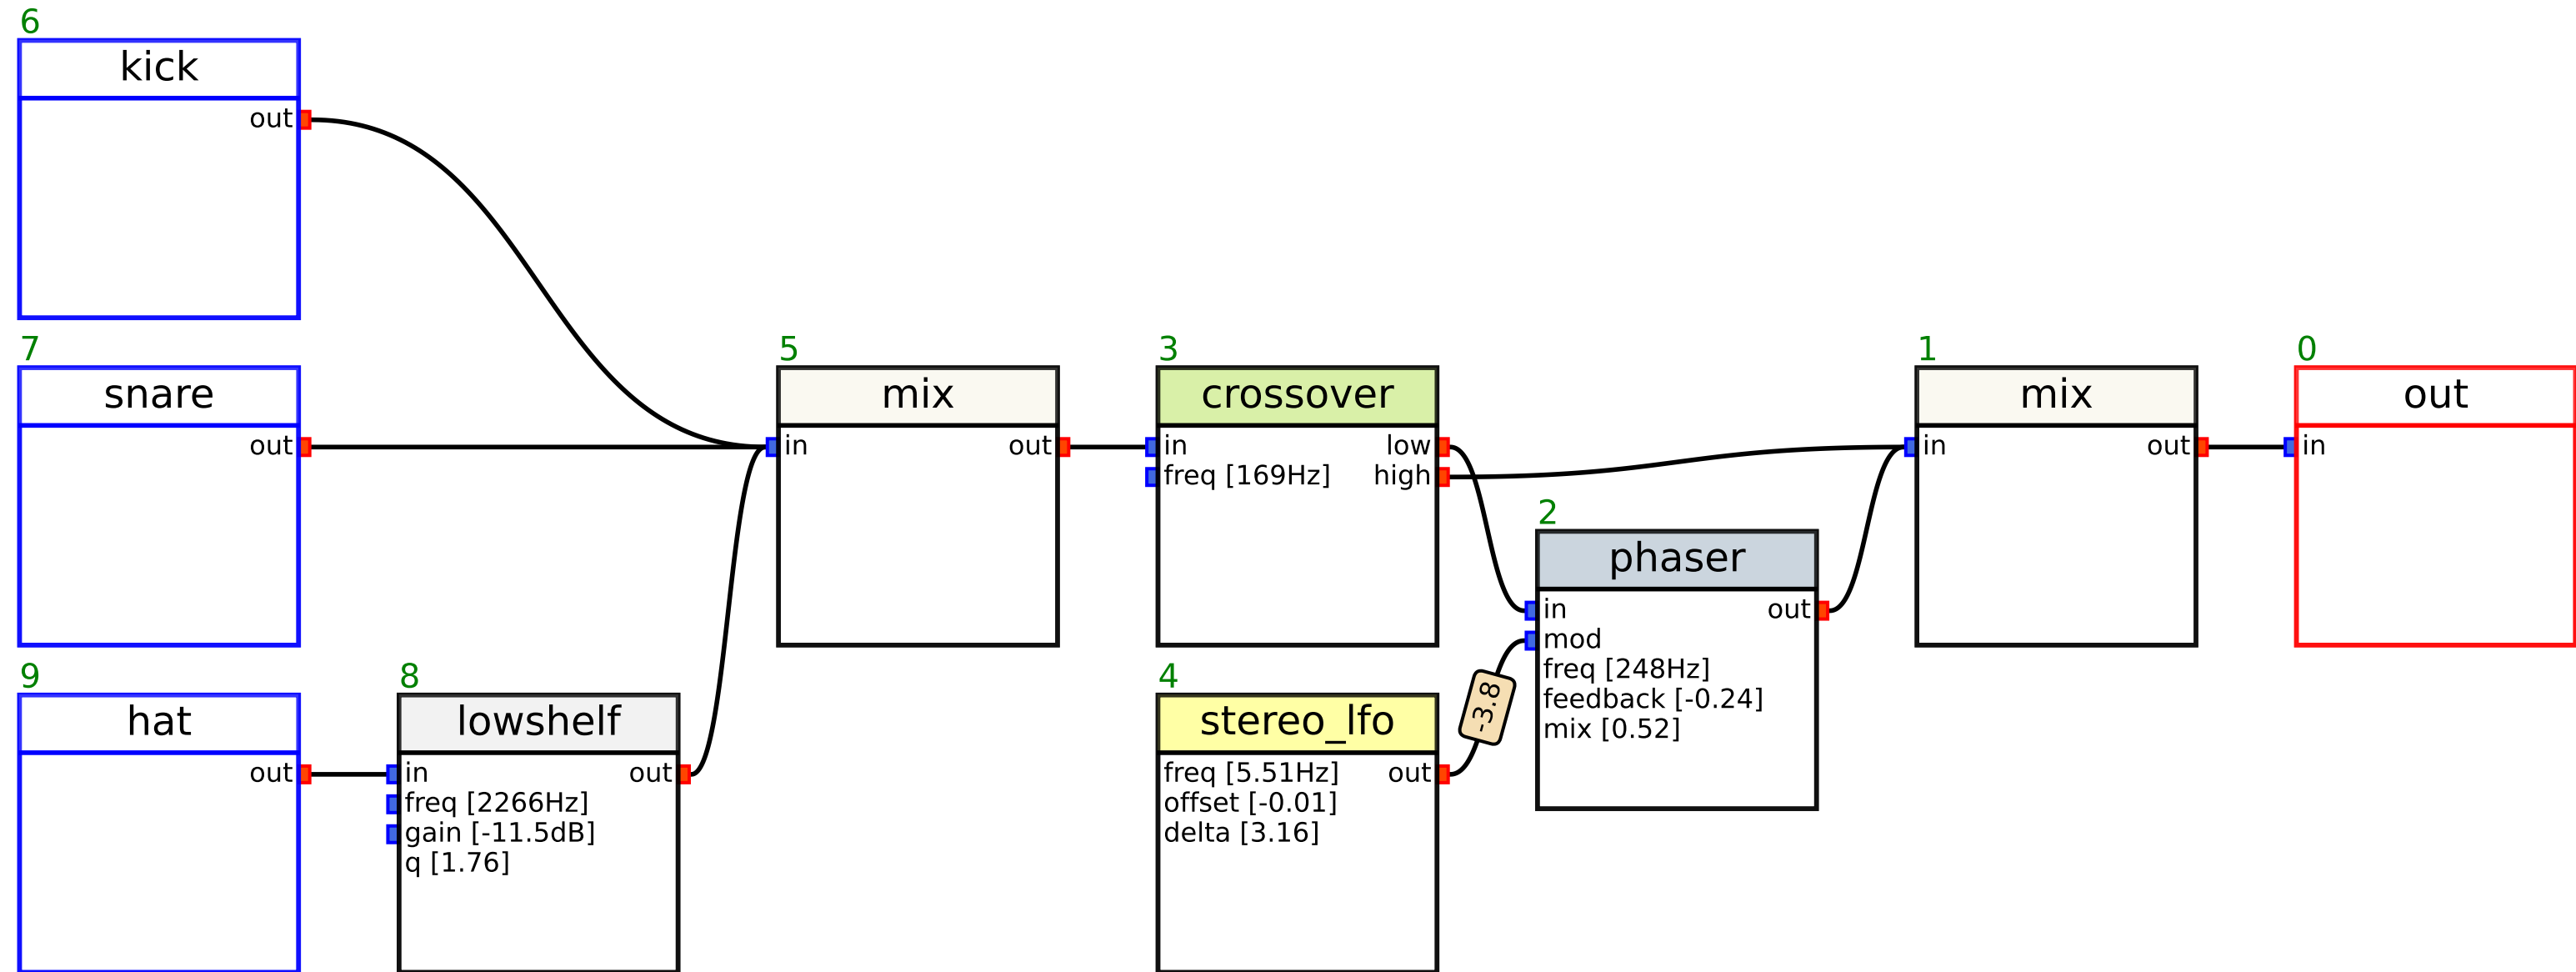 6
kick
out
7
snare
out
9
hat
out
8
lowshelf
in out
freq [2266Hz]
gain [-11.5dB]
q [1.76]
5
mix
in out
3
crossover
in low
freq [169Hz] high
4
stereo_lfo
freq [5.51Hz] out
offset [-0.01]
delta [3.16]
-3.8
2
phaser
in out
mod
freq [248Hz]
feedback [-0.24]
mix [0.52]
1
mix
in out
0
out
in